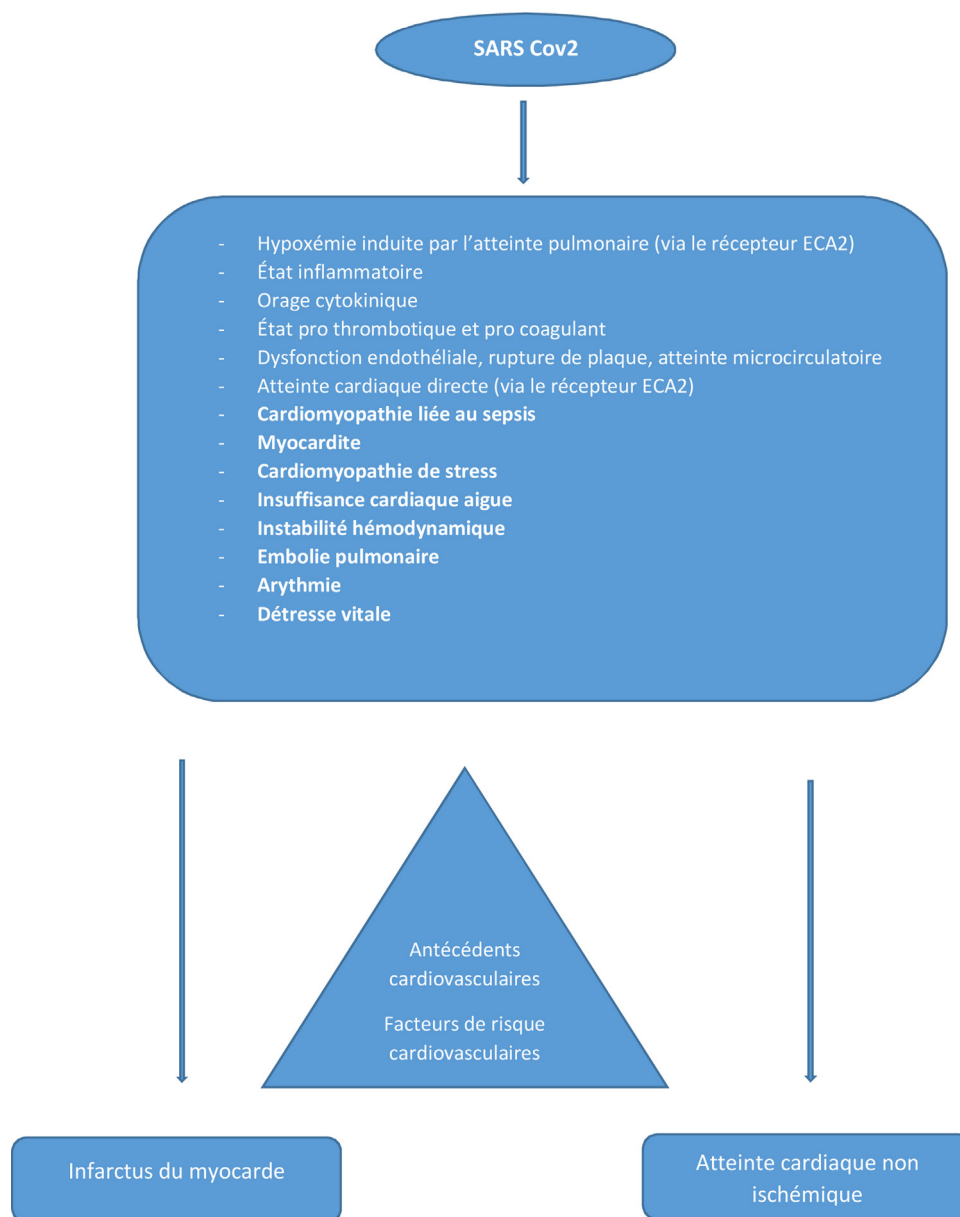 SARS Cov2
- Hypoxémie induite par l'atteinte pulmonaire (via le récepteur ECA2)
- État inflammatoire
- Orage cytokinique
- État pro thrombotique et pro coagulant
- Dysfonction endothéliale, rupture de plaque, atteinte microcirculatoire
- Atteinte cardiaque directe (via le récepteur ECA2)
- Cardiomyopathie liée au sepsis
- Myocardite
- Cardiomyopathie de stress
- Insuffisance cardiaque aigue
- Instabilité hémodynamique
- Embolie pulmonaire
- Arythmie
- Détresse vitale
Antécédents
cardiovasculaires
Facteurs de risque
cardiovasculaires
Infarctus du myocarde
Atteinte cardiaque non
ischémique